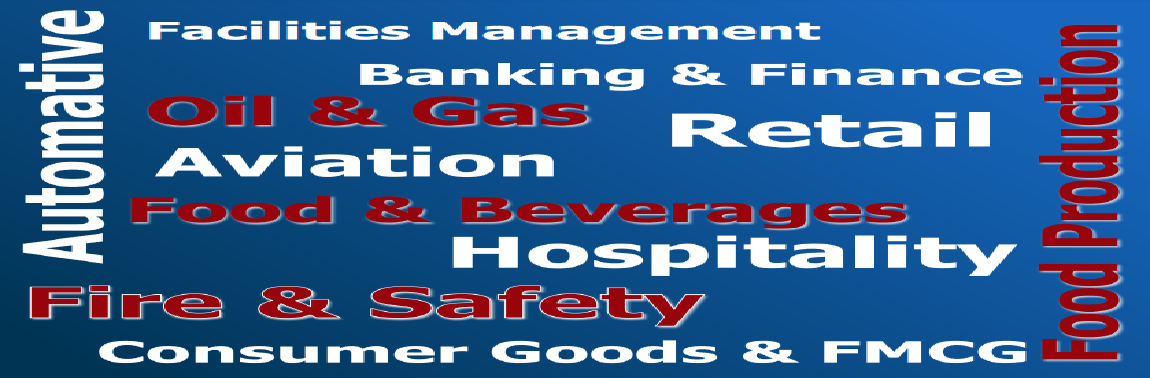 Automative
Facilities Management
Banking & Finance
Oil & Gas
Retail
Aviation
Food & Beverages
Hospitality
Fire & Safety
Consumer Goods & FMCG
Food Production